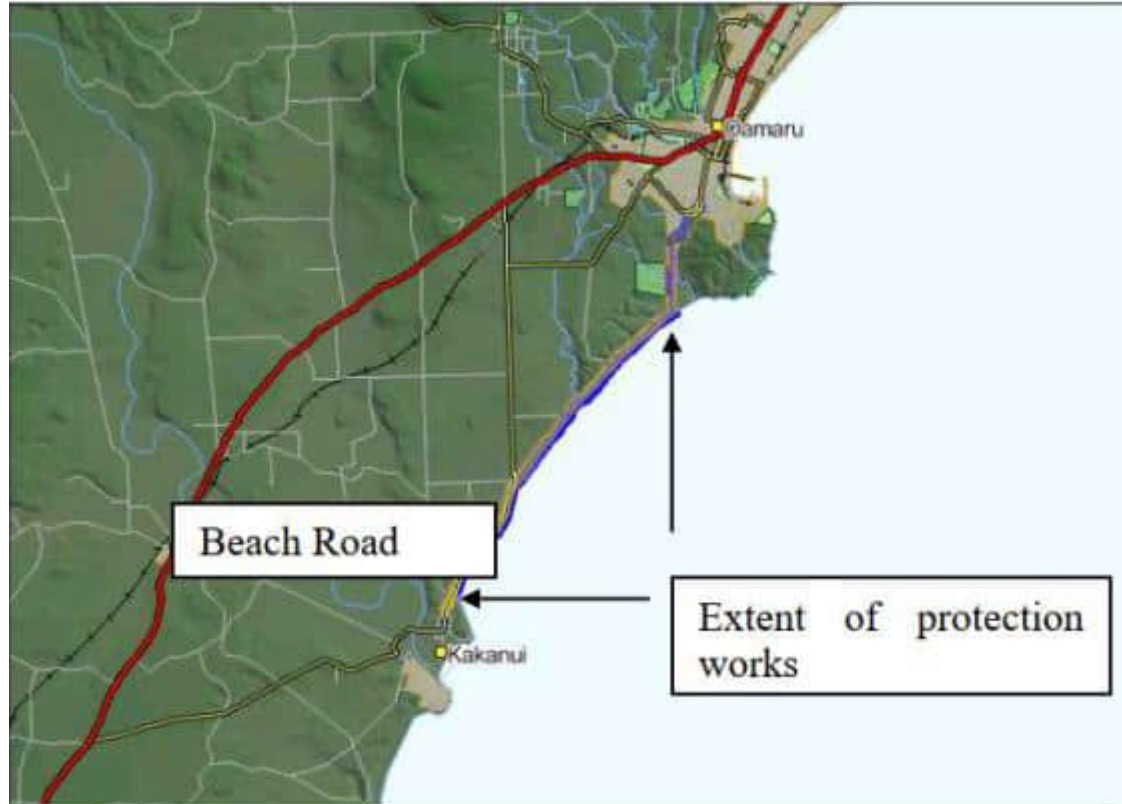 Oamaru
Beach Road
Extent of protection
works
Kakanui